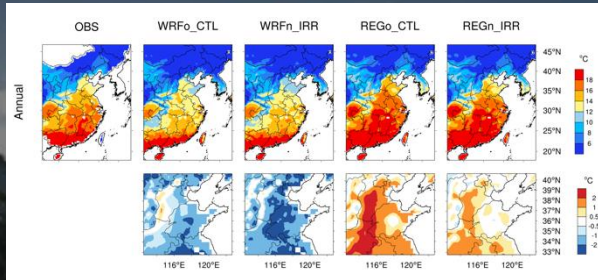 OBS WRFo_CTL WRFn_IRR REGo_CTL REGn_IRR
Annual
45°N
40°N
35°N
30°N
25°N
20°N
°C
18
16
14
12
10
8
6
40°N
39°N
38°N
37°N
36°N
35°N
34°N
33°N
°C
2
1
0.5
-0.5
-1
-2
116°E 120°E 116°E 120°E 116°E 120°E 116°E 120°E